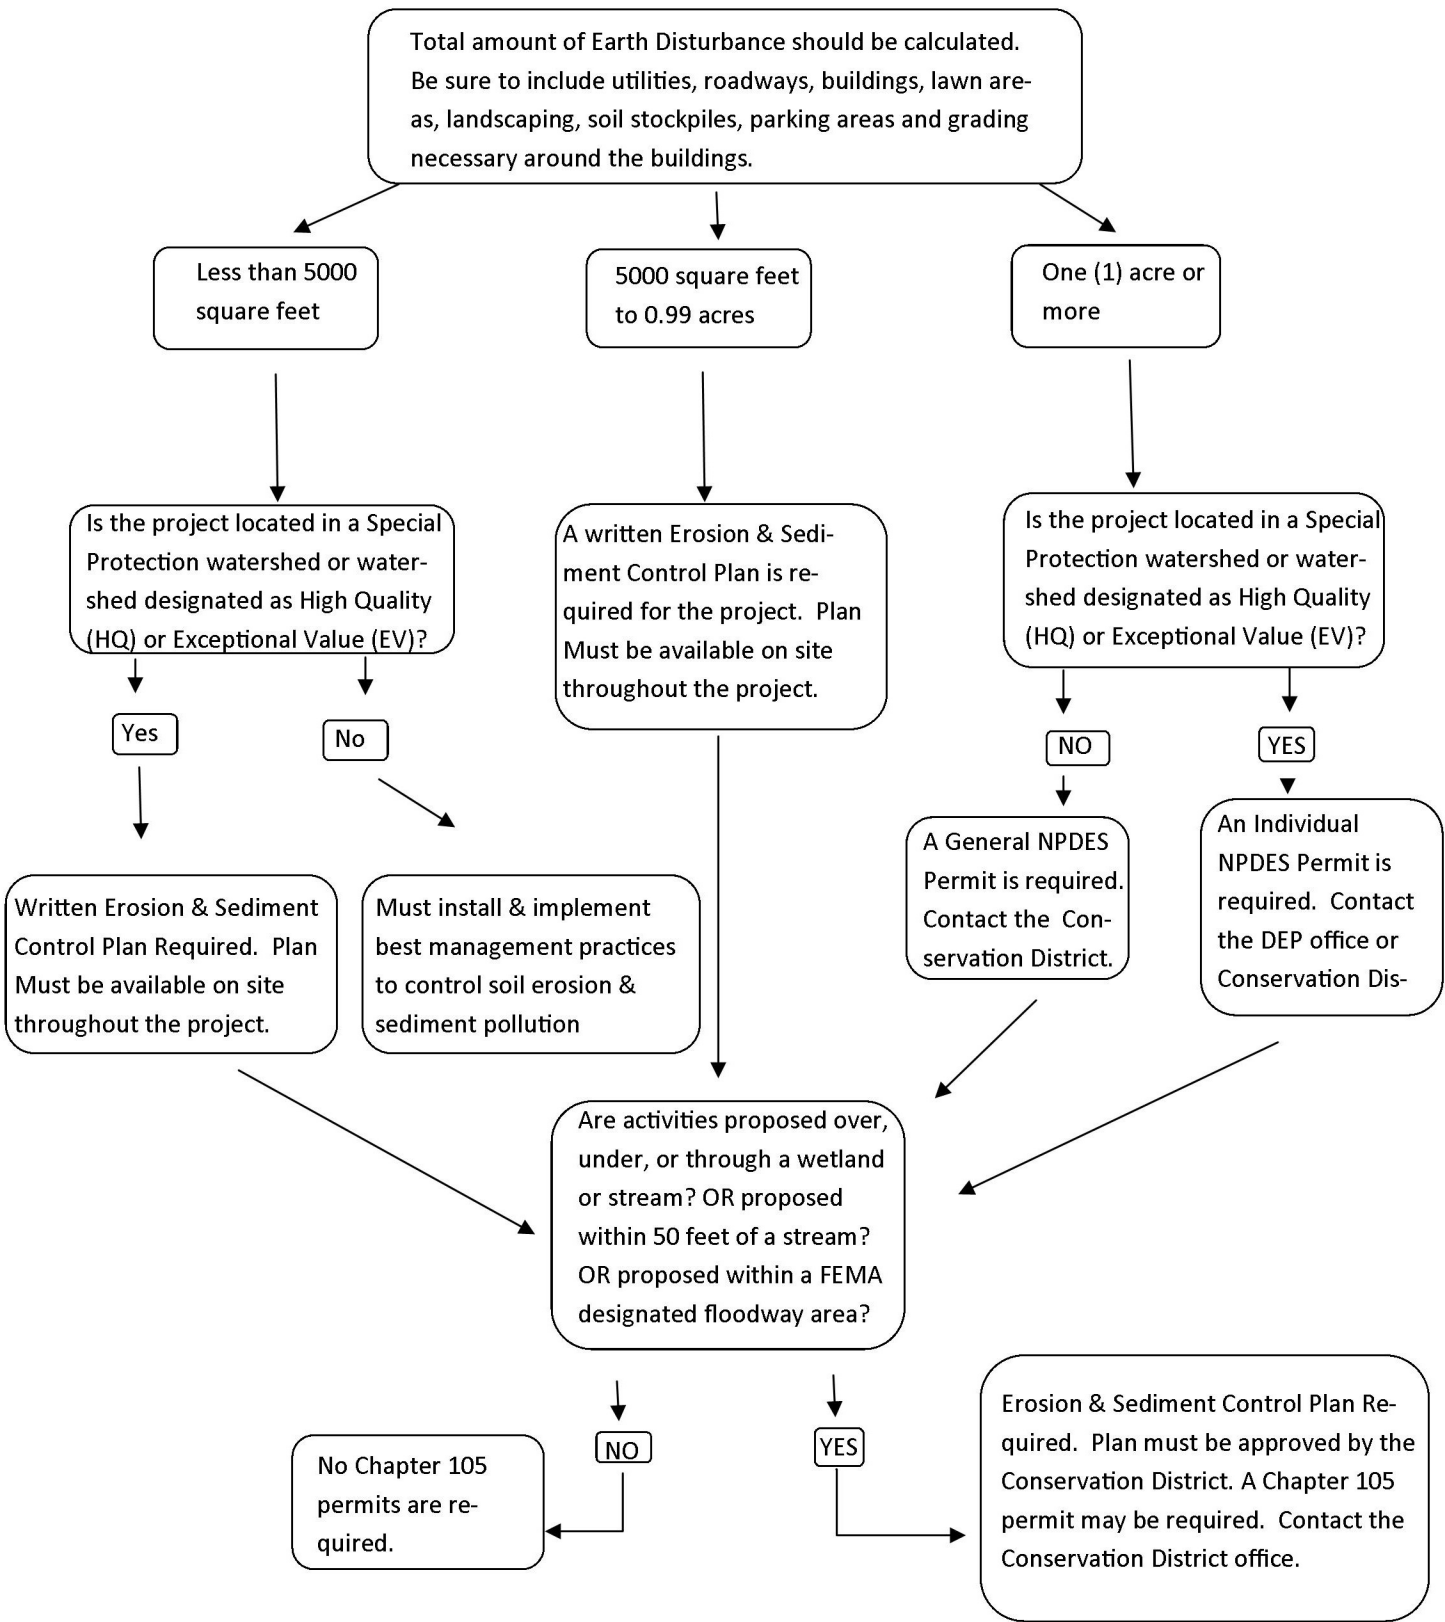 Total amount of Earth Disturbance should be calculated.
Be sure to include utilities, roadways, buildings, lawn are-
as, landscaping, soil stockpiles, parking areas and grading
necessary around the buildings.
Less than 5000
square feet
5000 square feet
to 0.99 acres
One (1) acre or
more
Is the project located in a Special
Protection watershed or water-
shed designated as High Quality
(HQ) or Exceptional Value (EV)?
A written Erosion & Sedi-
ment Control Plan is re-
quired for the project.  Plan
Must be available on site
throughout the project.
Is the project located in a Special
Protection watershed or water-
shed designated as High Quality
(HQ) or Exceptional Value (EV)?
Yes
No
NO
YES
Written Erosion & Sediment
Control Plan Required.  Plan
Must be available on site
throughout the project.
Must install & implement
best management practices
to control soil erosion &
sediment pollution
A General NPDES
Permit is required.
Contact the  Con-
servation District.
An Individual
NPDES Permit is
required.  Contact
the DEP office or
Conservation Dis-
Are activities proposed over,
under, or through a wetland
or stream? OR proposed
within 50 feet of a stream?
OR proposed within a FEMA
designated floodway area?
NO
YES
No Chapter 105
permits are re-
quired.
Erosion & Sediment Control Plan Re-
quired.  Plan must be approved by the
Conservation District. A Chapter 105
permit may be required.  Contact the
Conservation District office.